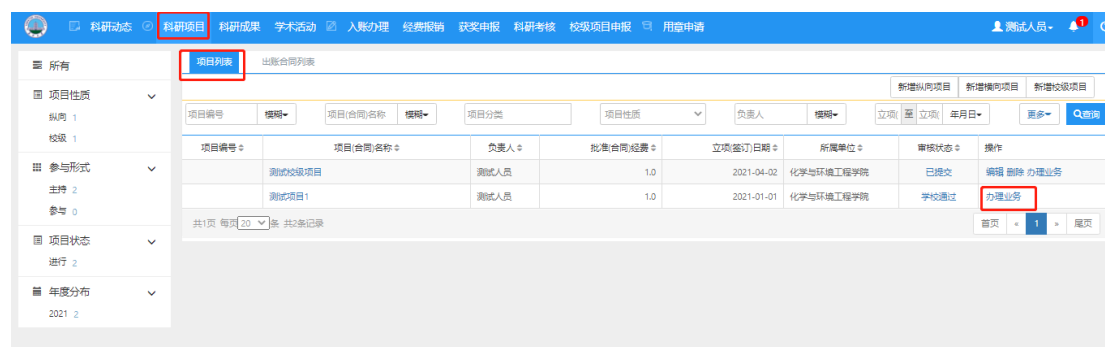 科研动态 科研项目 科研成果 学术活动 入账办理 经费报销 获奖申报 科研考核 校级项目申报 用章申请 测试人员 1
所有
项目性质
纵向 1
校级 1
参与形式
主持 2
参与 0
项目状态
进行 2
年度分布
2021 2
项目列表 出账合同列表
新增纵向项目 新增横向项目 新增校级项目
项目编号 模糊 项目(合同)名称 模糊 项目分类 项目性质 负责人 模糊 立项( 至 立项( 年月日 更多 查询
项目编号 项目(合同)名称 负责人 批准(合同)经费 立项(签订)日期 所属单位 审核状态 操作
测试校级项目 测试人员 1.0 2021-04-02 化学与环境工程学院 已提交 编辑 删除 办理业务
测试项目1 测试人员 1.0 2021-01-01 化学与环境工程学院 学校通过 办理业务
共1页 每页 20 条 共2条记录 首页 « 1 » 尾页